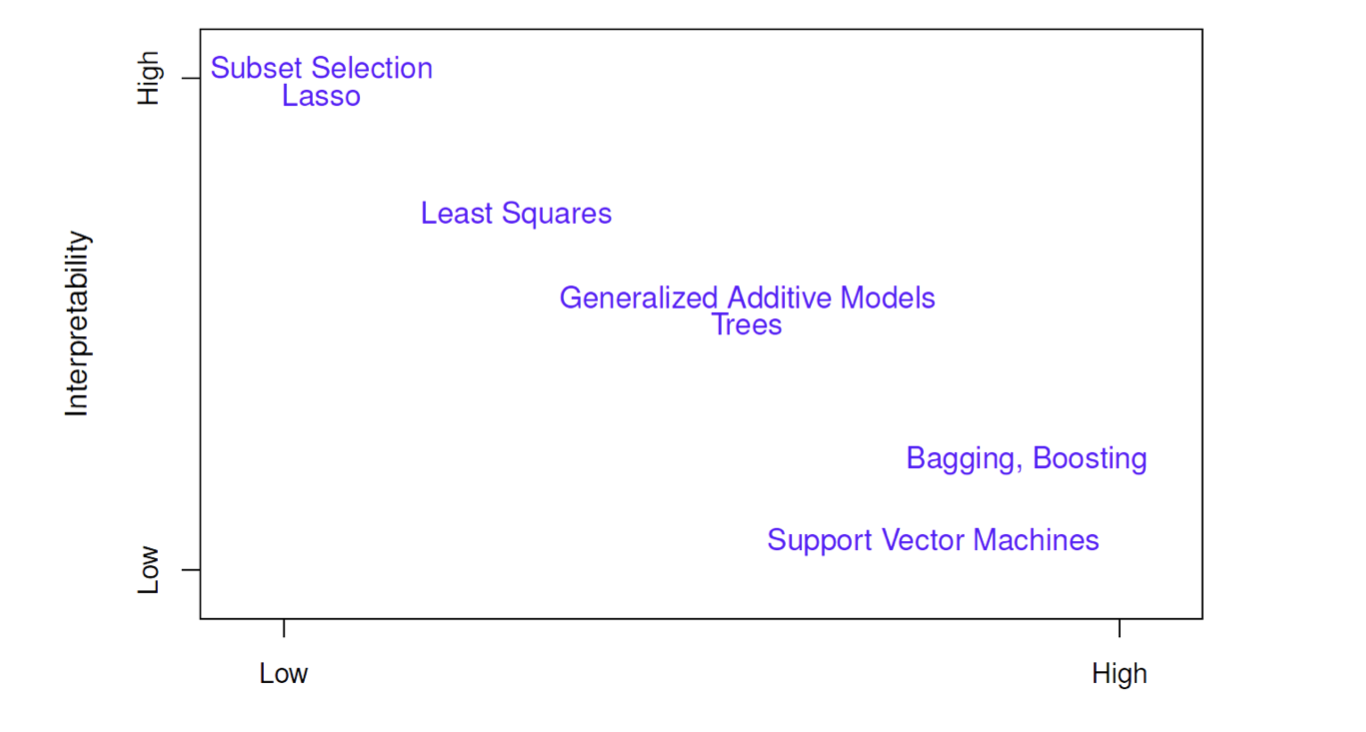 High
Subset Selection
Lasso
Least Squares
Interpretability
Generalized Additive Models
Trees
Bagging, Boosting
Support Vector Machines
Low
Low
High